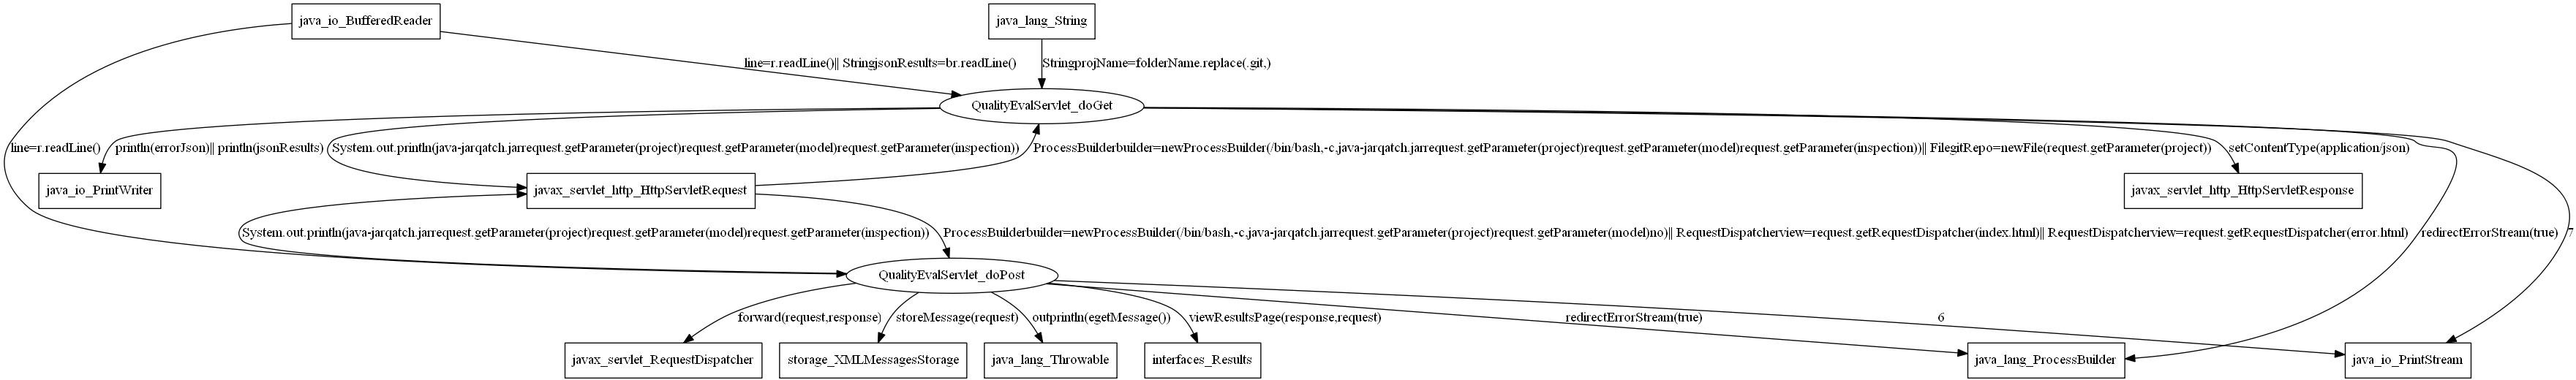 java_io_BufferedReader
java_lang_String
line=r.readLine()|| StringjsonResults=br.readLine()
StringprojName=folderName.replace(.git,)
QualityEvalServlet_doGet
line=r.readLine()
println(errorJson)|| println(jsonResults)
System.out.println(java-jarqatch.jarrequest.getParameter(project)request.getParameter(model)request.getParameter(inspection))
ProcessBuilderbuilder=newProcessBuilder(/bin/bash,-c,java-jarqatch.jarrequest.getParameter(project)request.getParameter(model)request.getParameter(inspection))|| FilegitRepo=newFile(request.getParameter(project))
setContentType(application/json)
java_io_PrintWriter
javax_servlet_http_HttpServletRequest
javax_servlet_http_HttpServletResponse
System.out.println(java-jarqatch.jarrequest.getParameter(project)request.getParameter(model)request.getParameter(inspection))
ProcessBuilderbuilder=newProcessBuilder(/bin/bash,-c,java-jarqatch.jarrequest.getParameter(project)request.getParameter(model)no)|| RequestDispatcherview=request.getRequestDispatcher(index.html)|| RequestDispatcherview=request.getRequestDispatcher(error.html)
redirectErrorStream(true)
7
QualityEvalServlet_doPost
forward(request,response)
storeMessage(request)
outprintln(egetMessage())
viewResultsPage(response,request)
redirectErrorStream(true)
6
javax_servlet_RequestDispatcher
storage_XMLMessagesStorage
java_lang_Throwable
interfaces_Results
java_lang_ProcessBuilder
java_io_PrintStream